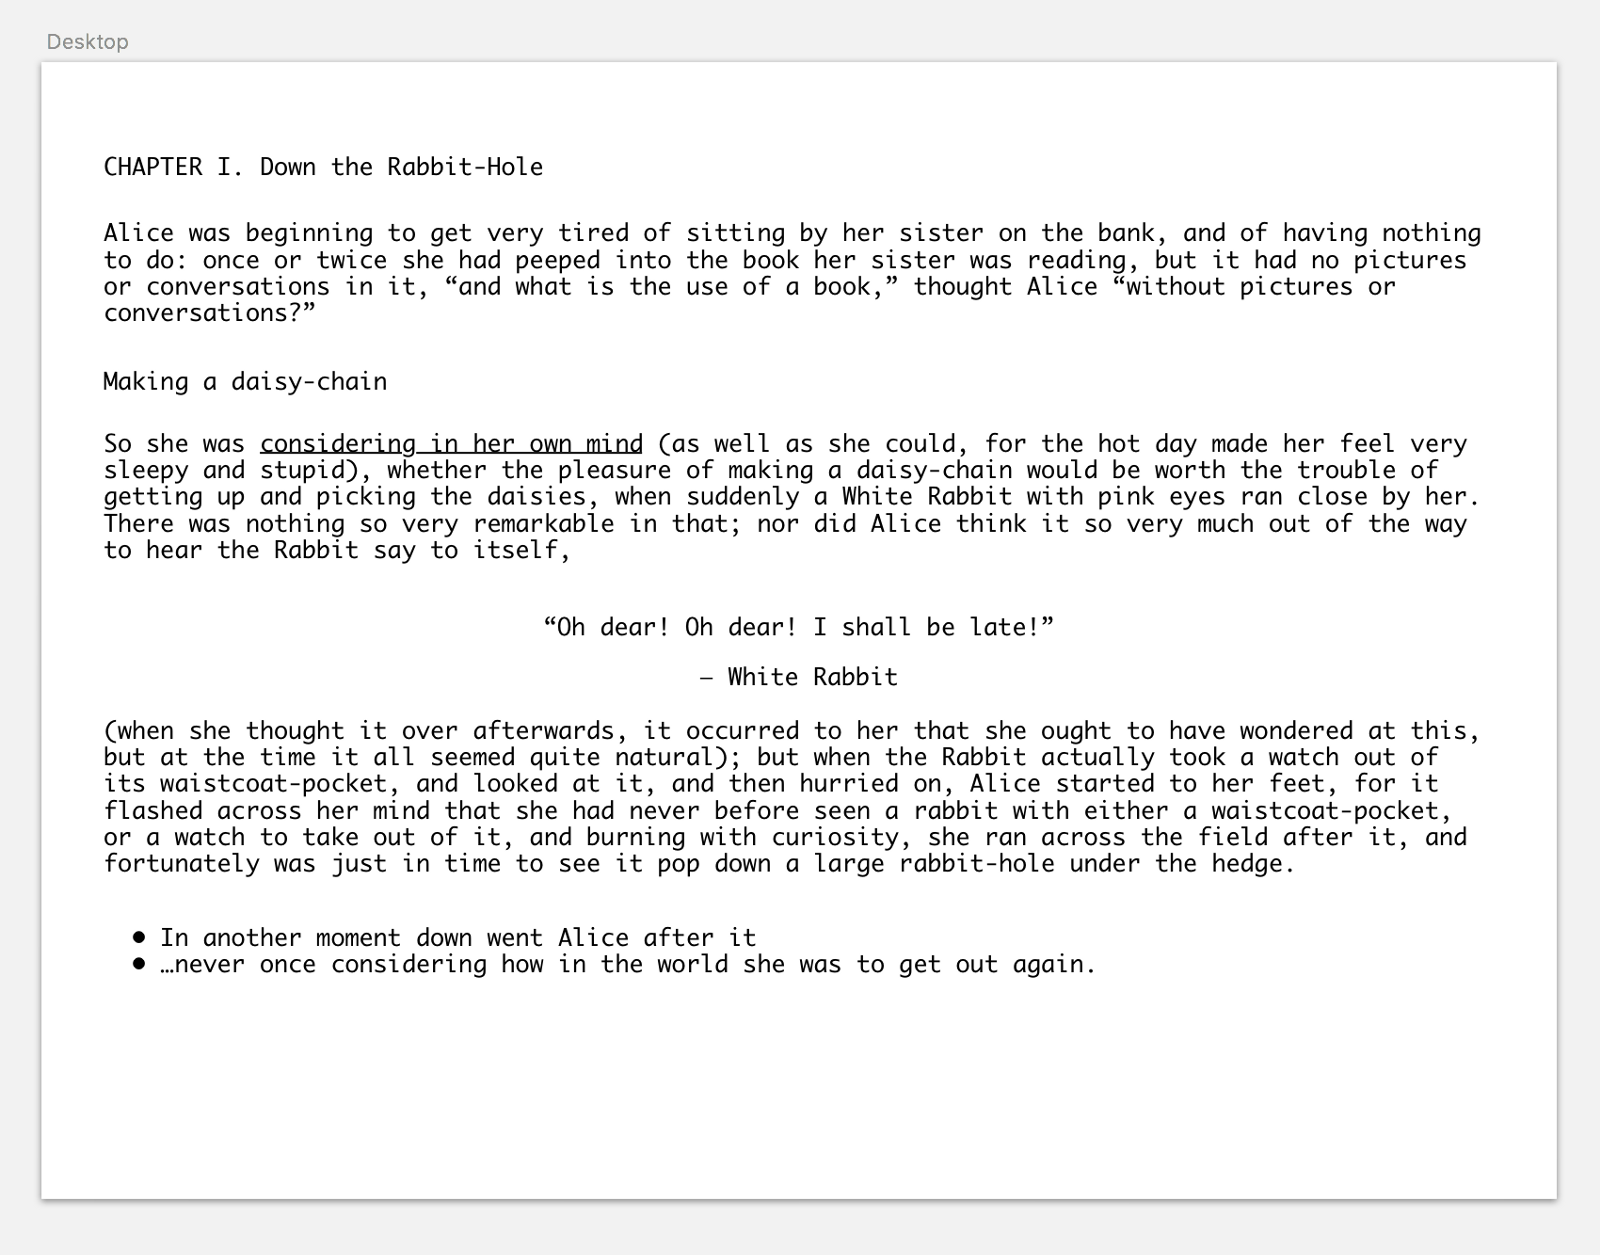 Desktop
CHAPTER I. Down the Rabbit-Hole
Alice was beginning to get very tired of sitting by her sister on the bank, and of having nothing
to do: once or twice she had peeped into the book her sister was reading, but it had no pictures
or conversations in it, “and what is the use of a book,” thought Alice “without pictures or
conversations?”
Making a daisy-chain
So she was considering in her own mind (as well as she could, for the hot day made her feel very
sleepy and stupid), whether the pleasure of making a daisy-chain would be worth the trouble of
getting up and picking the daisies, when suddenly a White Rabbit with pink eyes ran close by her.
There was nothing so very remarkable in that; nor did Alice think it so very much out of the way
to hear the Rabbit say to itself,
“Oh dear! Oh dear! I shall be late!”
— White Rabbit
(when she thought it over afterwards, it occurred to her that she ought to have wondered at this,
but at the time it all seemed quite natural); but when the Rabbit actually took a watch out of
its waistcoat-pocket, and looked at it, and then hurried on, Alice started to her feet, for it
flashed across her mind that she had never before seen a rabbit with either a waistcoat-pocket,
or a watch to take out of it, and burning with curiosity, she ran across the field after it, and
fortunately was just in time to see it pop down a large rabbit-hole under the hedge.
● In another moment down went Alice after it
● …never once considering how in the world she was to get out again.